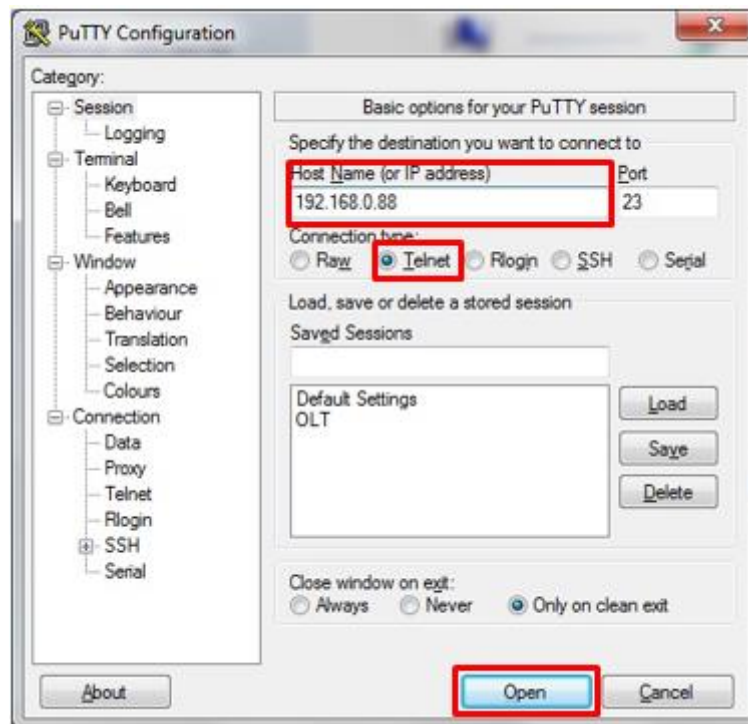 PuTTY Configuration
Category:
Session
Logging
Terminal
Keyboard
Bell
Features
Window
Appearance
Behaviour
Translation
Selection
Colours
Connection
Data
Proxy
Telnet
Rlogin
SSH
Serial
Basic options for your PuTTY session
Specify the destination you want to connect to
Host Name (or IP address) Port
192.168.0.88 23
Connection type:
Raw Telnet Rlogin SSH Serial
Load, save or delete a stored session
Saved Sessions
Default Settings
OLT
Load
Save
Delete
Close window on exit:
Always Never Only on clean exit
About Open Cancel